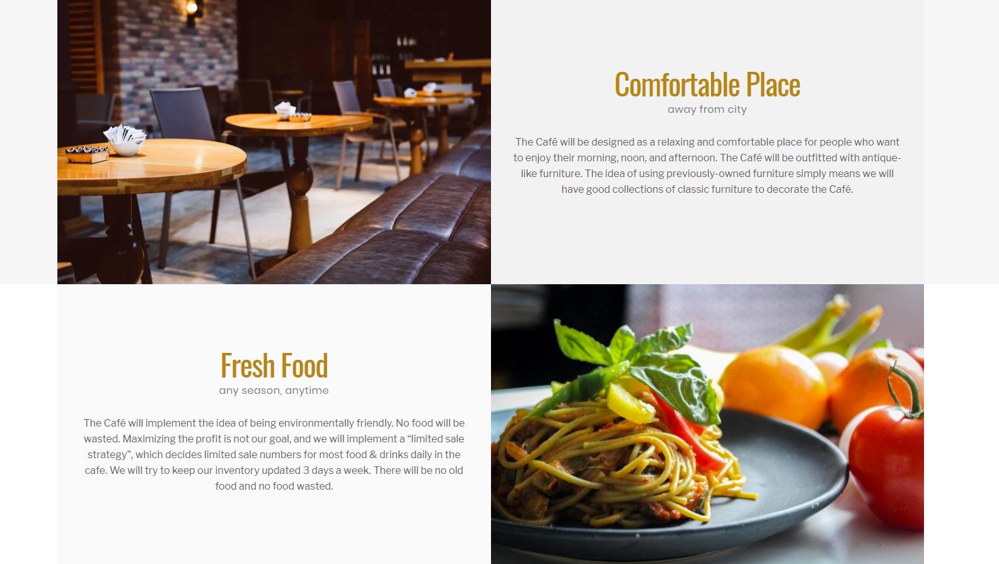 Comfortable Place
away from city
The Café will be designed as a relaxing and comfortable place for people who want
to enjoy their morning, noon, and afternoon. The Café will be outfitted with antique-
like furniture. The idea of using previously-owned furniture simply means we will
have good collections of classic furniture to decorate the Café.
Fresh Food
any season, anytime
The Café will implement the idea of being environmentally friendly. No food will be
wasted. Maximizing the profit is not our goal, and we will implement a “limited sale
strategy”, which decides limited sale numbers for most food & drinks daily in the
cafe. We will try to keep our inventory updated 3 days a week. There will be no old
food and no food wasted.